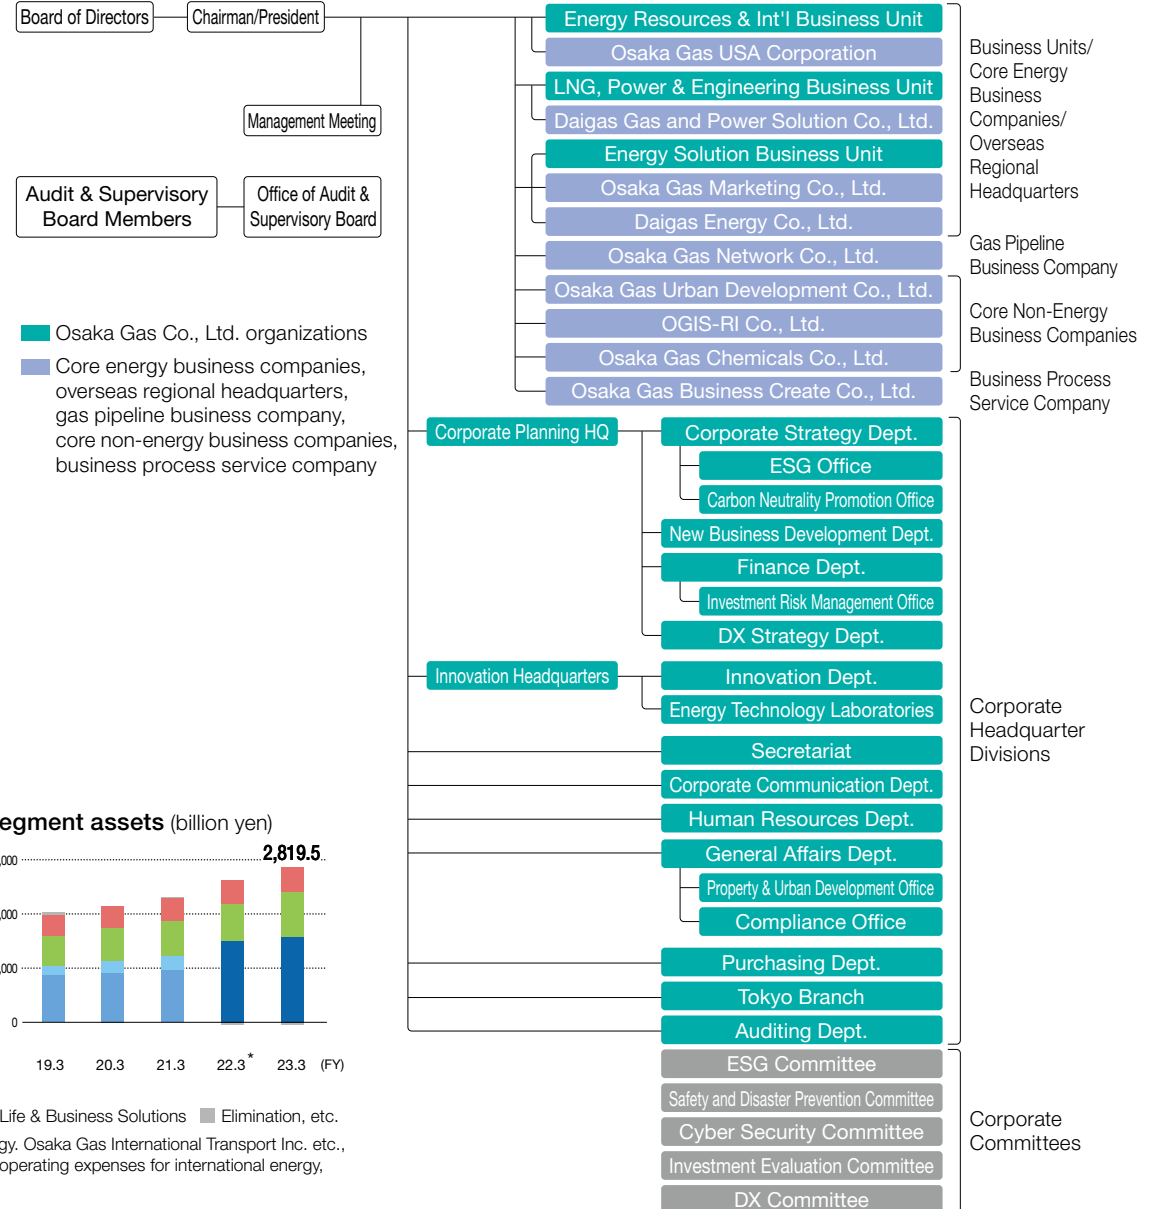 Board of Directors
Chairman/President
Management Meeting
Audit & Supervisory
Board Members
Office of Audit &
Supervisory Board
Osaka Gas Co., Ltd. organizations
Core energy business companies,
overseas regional headquarters,
gas pipeline business company,
core non-energy business companies,
business process service company
Energy Resources & Int'l Business Unit
Osaka Gas USA Corporation
LNG, Power & Engineering Business Unit
Daigas Gas and Power Solution Co., Ltd.
Energy Solution Business Unit
Osaka Gas Marketing Co., Ltd.
Daigas Energy Co., Ltd.
Osaka Gas Network Co., Ltd.
Osaka Gas Urban Development Co., Ltd.
OGIS-RI Co., Ltd.
Osaka Gas Chemicals Co., Ltd.
Osaka Gas Business Create Co., Ltd.
Business Units/
Core Energy
Business
Companies/
Overseas
Regional
Headquarters
Gas Pipeline
Business Company
Core Non-Energy
Business Companies
Business Process
Service Company
Corporate Planning HQ
Corporate Strategy Dept.
ESG Office
Carbon Neutrality Promotion Office
New Business Development Dept.
Finance Dept.
Investment Risk Management Office
DX Strategy Dept.
Innovation Headquarters
Innovation Dept.
Energy Technology Laboratories
Secretariat
Corporate Communication Dept.
Human Resources Dept.
General Affairs Dept.
Property & Urban Development Office
Compliance Office
Purchasing Dept.
Tokyo Branch
Auditing Dept.
Corporate
Headquarter
Divisions
ESG Committee
Safety and Disaster Prevention Committee
Cyber Security Committee
Investment Evaluation Committee
DX Committee
Corporate
Committees
egment assets (billion yen)
2,819.5
,000
,000
,000
0
19.3 20.3 21.3 22.3* 23.3 (FY)
Life & Business Solutions Elimination, etc.
gy. Osaka Gas International Transport Inc. etc.,
operating expenses for international energy,